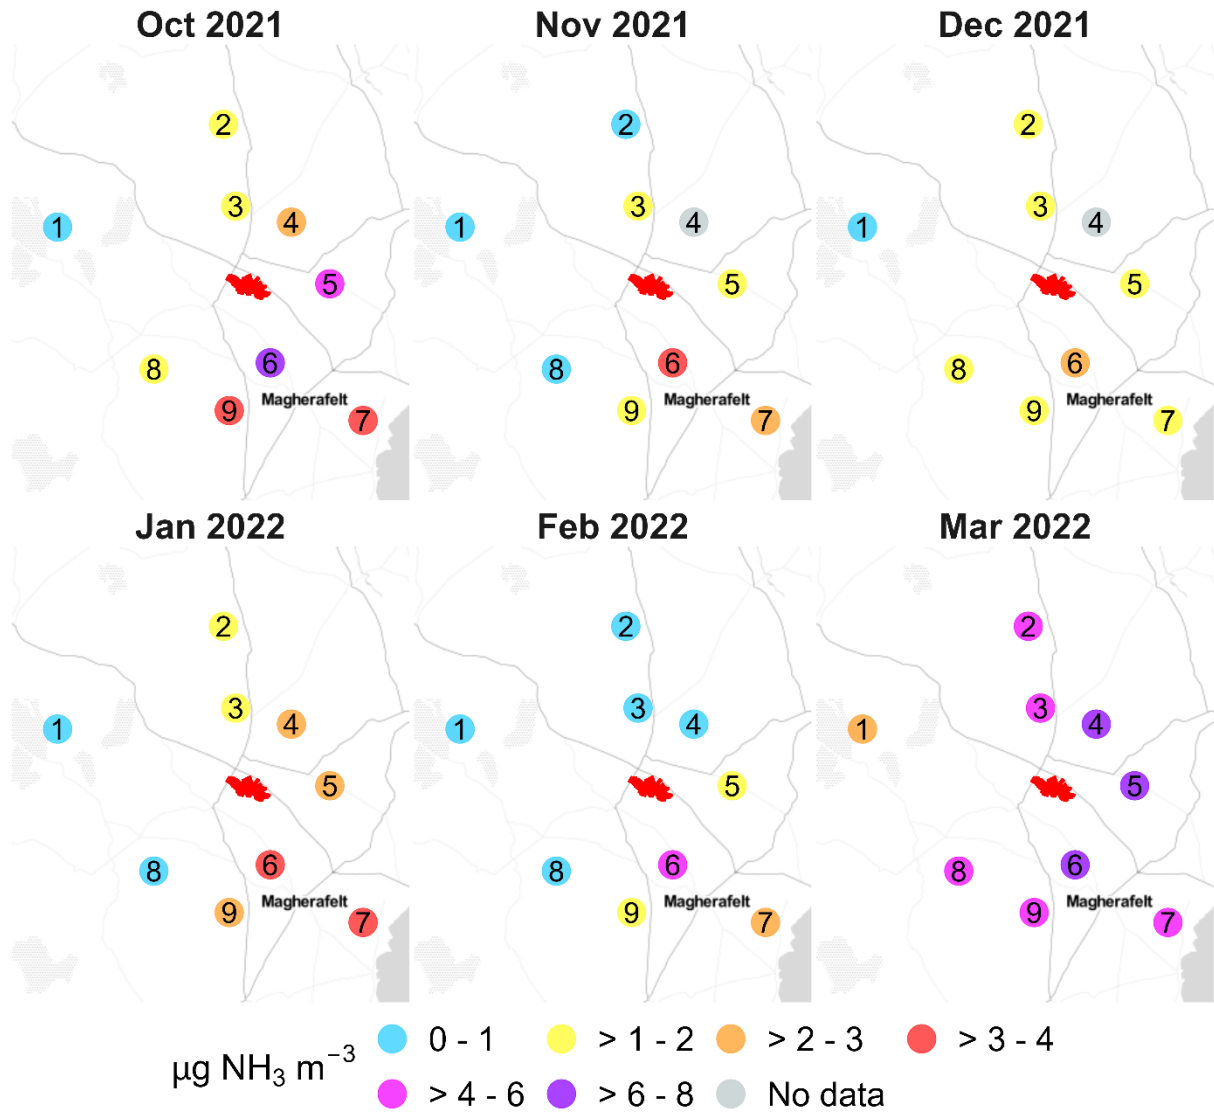 Oct 2021
Nov 2021
Dec 2021
2
3
1
4
5
8
6
Magherafelt
9
7
2
3
1
4
5
8
6
Magherafelt
9
7
2
3
1
4
5
8
6
Magherafelt
9
7
Jan 2022
Feb 2022
Mar 2022
2
3
1
4
5
8
6
Magherafelt
9
7
2
3
1
4
5
8
6
Magherafelt
9
7
2
3
1
4
5
8
6
Magherafelt
9
7
µg NH₃ m⁻³
0 - 1
> 1 - 2
> 2 - 3
> 3 - 4
> 4 - 6
> 6 - 8
No data